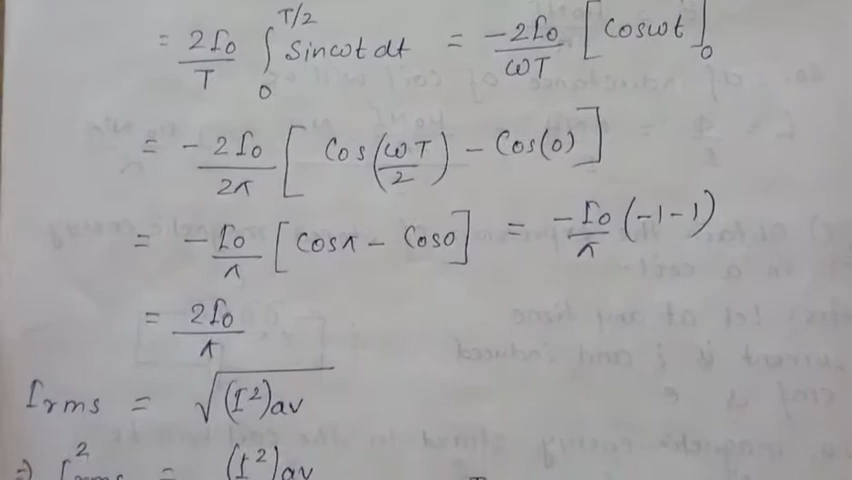 = 2I₀/T ∫₀^(T/2) Sinωt dt = -2I₀/ωT [Cosωt]₀
= -2I₀/2π [Cos(ωT/2) - Cos(0)]
= -I₀/π [Cosπ - Cos0] = -I₀/π (-1-1)
= 2I₀/π
Irms = √(I²)av
⇒ I²rms = (I²)av